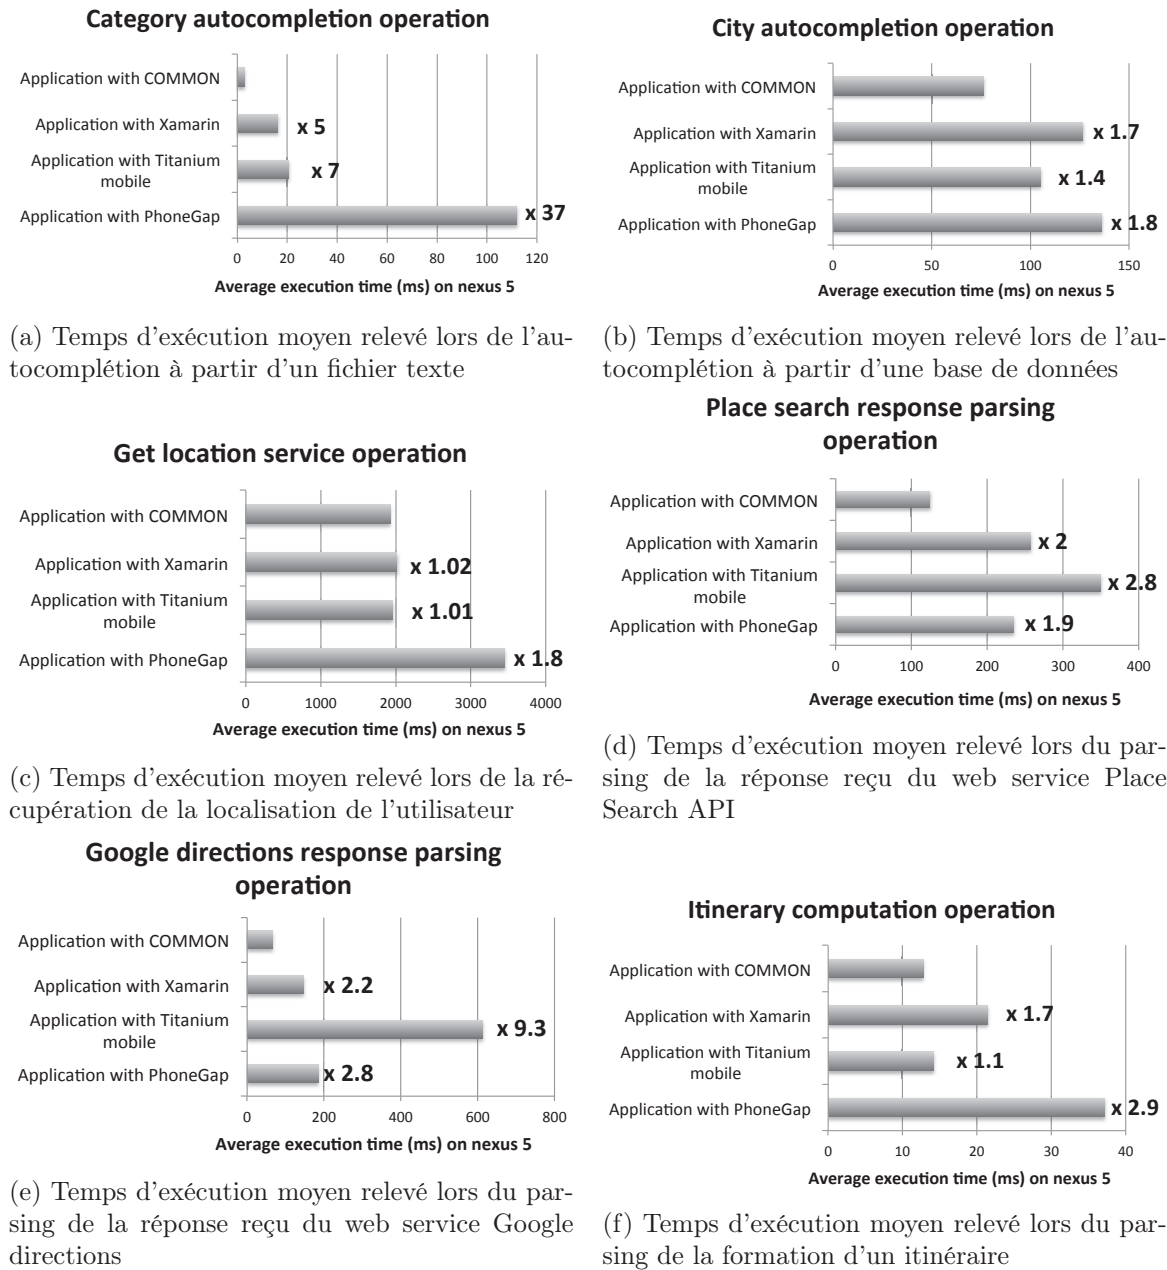 Category autocompletion operation
Application with COMMON
Application with Xamarin
x 5
Application with Titanium
mobile
x 7
Application with PhoneGap
x 37
0 20 40 60 80 100 120
Average execution time (ms) on nexus 5
(a) Temps d'exécution moyen relevé lors de l'au-
tocomplétion à partir d'un fichier texte
City autocompletion operation
Application with COMMON
Application with Xamarin
x 1.7
Application with Titanium
mobile
x 1.4
Application with PhoneGap
x 1.8
0 50 100 150
Average execution time (ms) on nexus 5
(b) Temps d'exécution moyen relevé lors de l'au-
tocomplétion à partir d'une base de données
Get location service operation
Application with COMMON
Application with Xamarin
x 1.02
Application with Titanium
mobile
x 1.01
Application with PhoneGap
x 1.8
0 1000 2000 3000 4000
Average execution time (ms) on nexus 5
(c) Temps d'exécution moyen relevé lors de la ré-
cupération de la localisation de l'utilisateur
Place search response parsing
operation
Application with COMMON
Application with Xamarin
x 2
Application with Titanium
mobile
x 2.8
Application with PhoneGap
x 1.9
0 100 200 300 400
Average execution time (ms) on nexus 5
(d) Temps d'exécution moyen relevé lors du par-
sing de la réponse reçu du web service Place
Search API
Google directions response parsing
operation
Application with COMMON
Application with Xamarin
x 2.2
Application with Titanium
mobile
x 9.3
Application with PhoneGap
x 2.8
0 200 400 600 800
Average execution time (ms) on nexus 5
(e) Temps d'exécution moyen relevé lors du par-
sing de la réponse reçu du web service Google
directions
Itinerary computation operation
Application with COMMON
Application with Xamarin
x 1.7
Application with Titanium
mobile
x 1.1
Application with PhoneGap
x 2.9
0 10 20 30 40
Average execution time (ms) on nexus 5
(f) Temps d'exécution moyen relevé lors du par-
sing de la formation d'un itinéraire